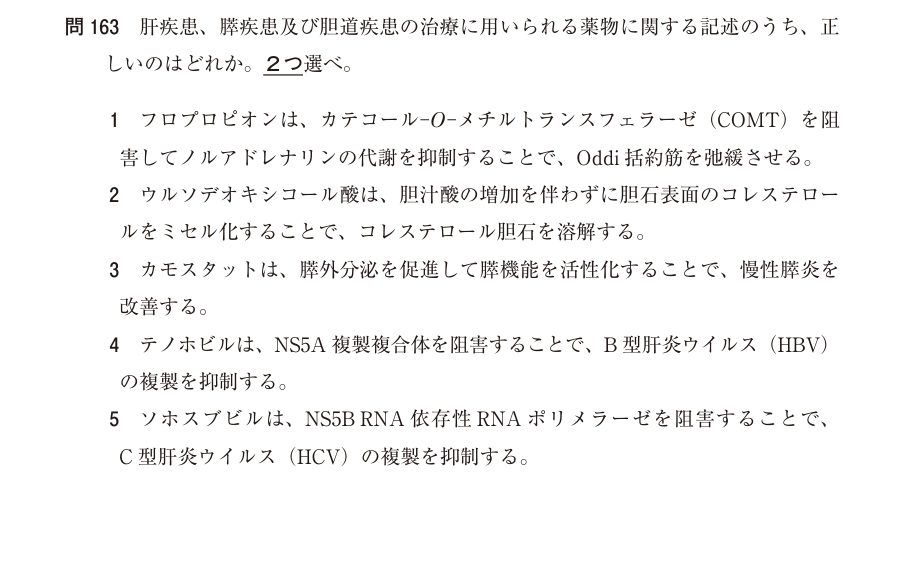 問 163 肝疾患、膵疾患及び胆道疾患の治療に用いられる薬物に関する記述のうち、正
しいのはどれか。２つ選べ。
1 フロプロピオンは、カテコール-O-メチルトランスフェラーゼ（COMT）を阻
害してノルアドレナリンの代謝を抑制することで、Oddi 括約筋を弛緩させる。
2 ウルソデオキシコール酸は、胆汁酸の増加を伴わずに胆石表面のコレステロー
ルをミセル化することで、コレステロール胆石を溶解する。
3 カモスタットは、膵外分泌を促進して膵機能を活性化することで、慢性膵炎を
改善する。
4 テノホビルは、NS5A 複製複合体を阻害することで、B 型肝炎ウイルス（HBV）
の複製を抑制する。
5 ソホスブビルは、NS5B RNA 依存性 RNA ポリメラーゼを阻害することで、
C 型肝炎ウイルス（HCV）の複製を抑制する。